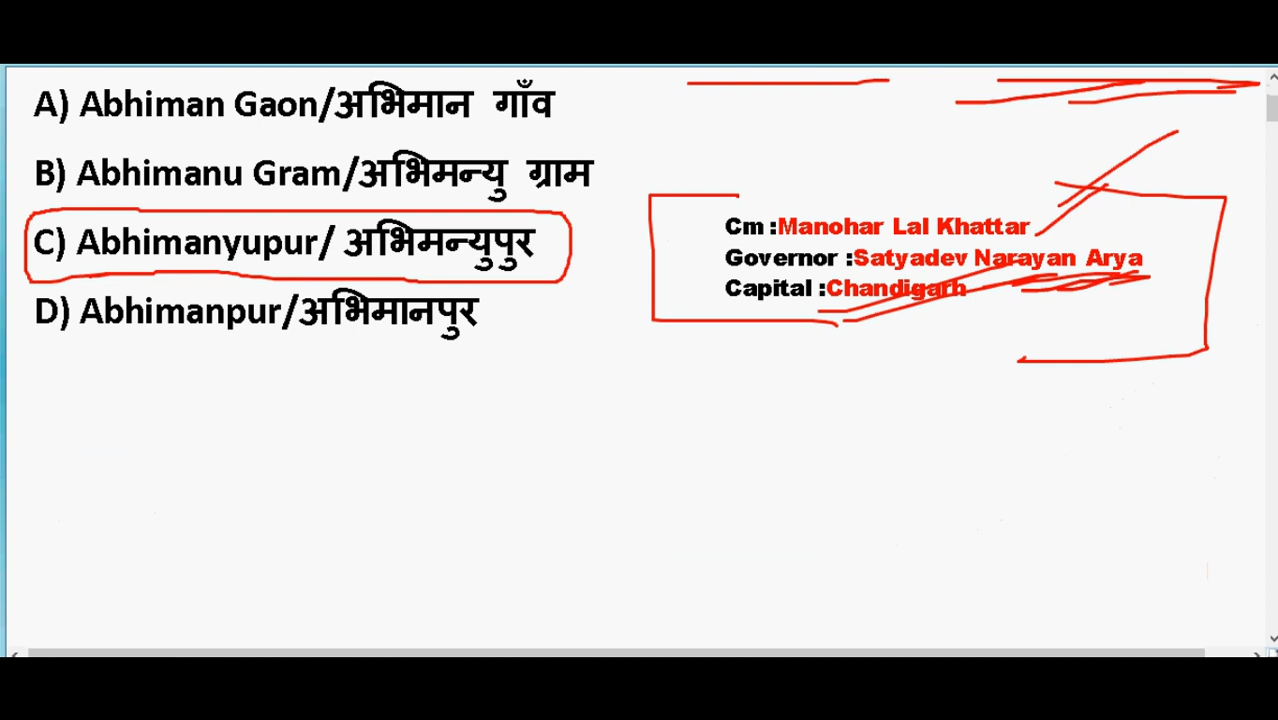 A) Abhiman Gaon/अभिमान गाँव
B) Abhimanu Gram/अभिमन्यु ग्राम
C) Abhimanyupur/ अभिमन्युपुर
D) Abhimanpur/अभिमानपुर
Cm :Manohar Lal Khattar
Governor :Satyadev Narayan Arya
Capital :Chandigarh